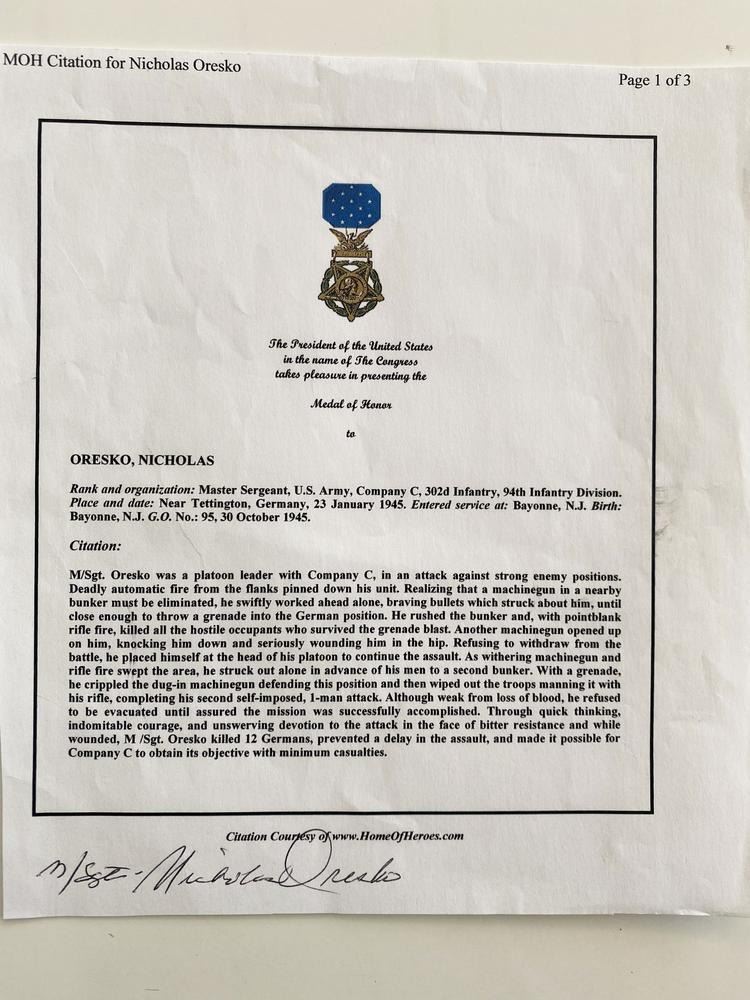 MOH Citation for Nicholas Oresko
Page 1 of 3
The President of the United States
in the name of The Congress
takes pleasure in presenting the
Medal of Honor
to
ORESKO, NICHOLAS
Rank and organization: Master Sergeant, U.S. Army, Company C, 302d Infantry, 94th Infantry Division.
Place and date: Near Tettington, Germany, 23 January 1945. Entered service at: Bayonne, N.J. Birth:
Bayonne, N.J. G.O. No.: 95, 30 October 1945.
Citation:
M/Sgt. Oresko was a platoon leader with Company C, in an attack against strong enemy positions.
Deadly automatic fire from the flanks pinned down his unit. Realizing that a machinegun in a nearby
bunker must be eliminated, he swiftly worked ahead alone, braving bullets which struck about him, until
close enough to throw a grenade into the German position. He rushed the bunker and, with pointblank
rifle fire, killed all the hostile occupants who survived the grenade blast. Another machinegun opened up
on him, knocking him down and seriously wounding him in the hip. Refusing to withdraw from the
battle, he placed himself at the head of his platoon to continue the assault. As withering machinegun and
rifle fire swept the area, he struck out alone in advance of his men to a second bunker. With a grenade,
he crippled the dug-in machinegun defending this position and then wiped out the troops manning it with
his rifle, completing his second self-imposed, 1-man attack. Although weak from loss of blood, he refused
to be evacuated until assured the mission was successfully accomplished. Through quick thinking,
indomitable courage, and unswerving devotion to the attack in the face of bitter resistance and while
wounded, M /Sgt. Oresko killed 12 Germans, prevented a delay in the assault, and made it possible for
Company C to obtain its objective with minimum casualties.
Citation Courtesy of www.HomeOfHeroes.com
M/Sgt- Nicholas Oresko